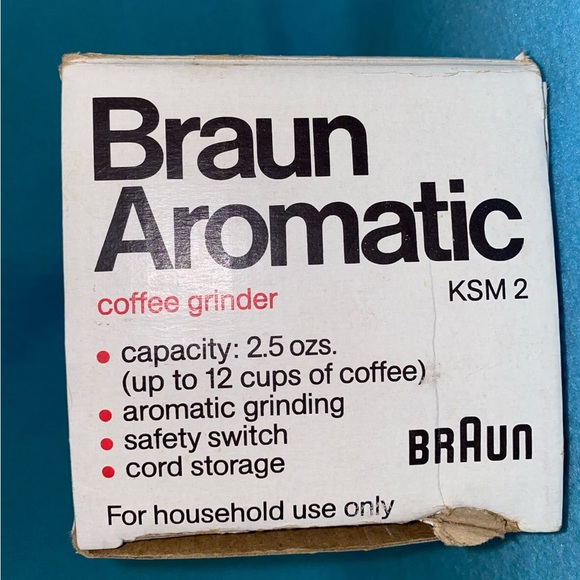 Braun
Aromatic
coffee grinder
KSM 2
• capacity: 2.5 ozs.
(up to 12 cups of coffee)
• aromatic grinding
• safety switch
• cord storage
BRAUN
For household use only